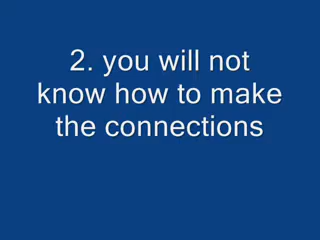 2. you will not
know how to make
the connections